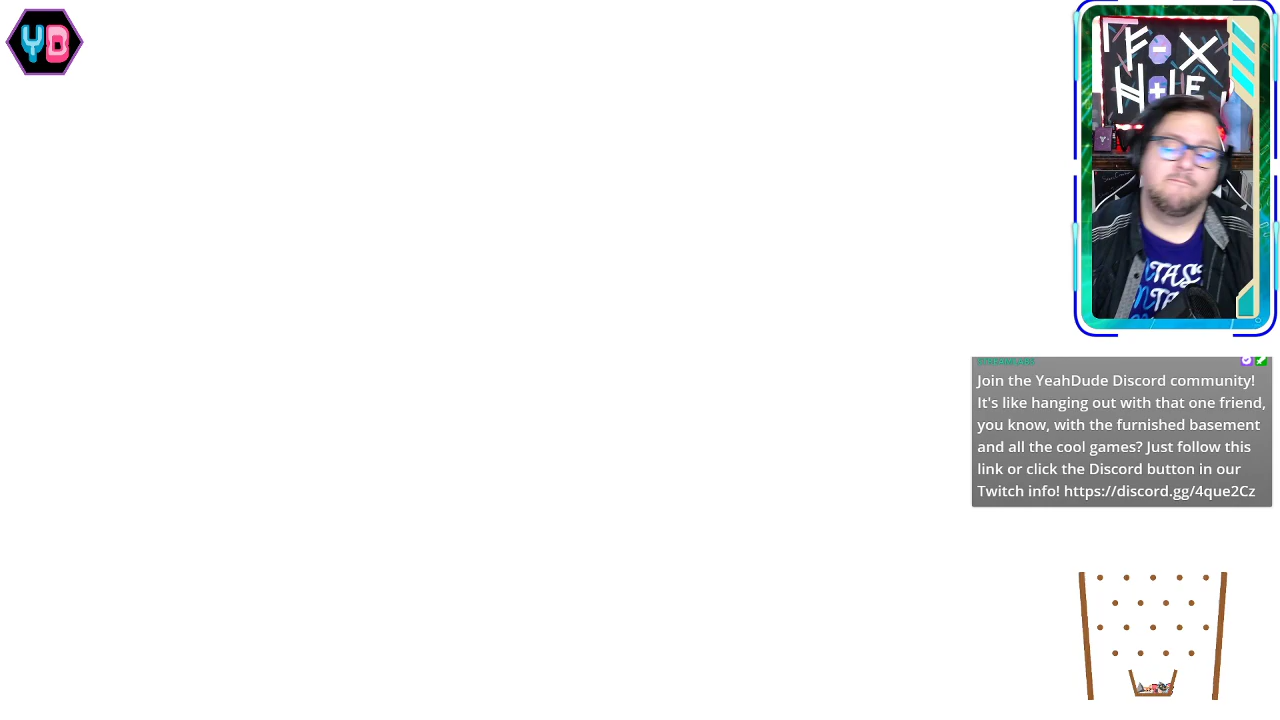 YD
STREAMLABS
Join the YeahDude Discord community!
It's like hanging out with that one friend,
you know, with the furnished basement
and all the cool games? Just follow this
link or click the Discord button in our
Twitch info! https://discord.gg/4que2Cz